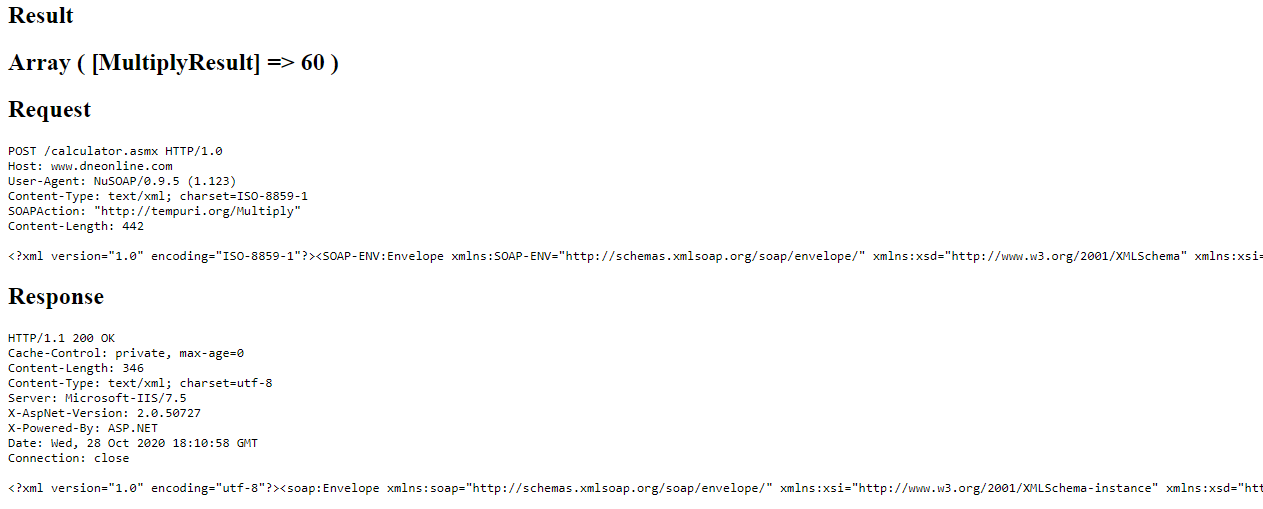 Result
Array ( [MultiplyResult] => 60 )
Request
POST /calculator.asmx HTTP/1.0
Host: www.dneonline.com
User-Agent: NuSOAP/0.9.5 (1.123)
Content-Type: text/xml; charset=ISO-8859-1
SOAPAction: "http://tempuri.org/Multiply"
Content-Length: 442
<?xml version="1.0" encoding="ISO-8859-1"?><SOAP-ENV:Envelope xmlns:SOAP-ENV="http://schemas.xmlsoap.org/soap/envelope/" xmlns:xsd="http://www.w3.org/2001/XMLSchema" xmlns:xsi=
Response
HTTP/1.1 200 OK
Cache-Control: private, max-age=0
Content-Length: 346
Content-Type: text/xml; charset=utf-8
Server: Microsoft-IIS/7.5
X-AspNet-Version: 2.0.50727
X-Powered-By: ASP.NET
Date: Wed, 28 Oct 2020 18:10:58 GMT
Connection: close
<?xml version="1.0" encoding="utf-8"?><soap:Envelope xmlns:soap="http://schemas.xmlsoap.org/soap/envelope/" xmlns:xsi="http://www.w3.org/2001/XMLSchema-instance" xmlns:xsd="htt